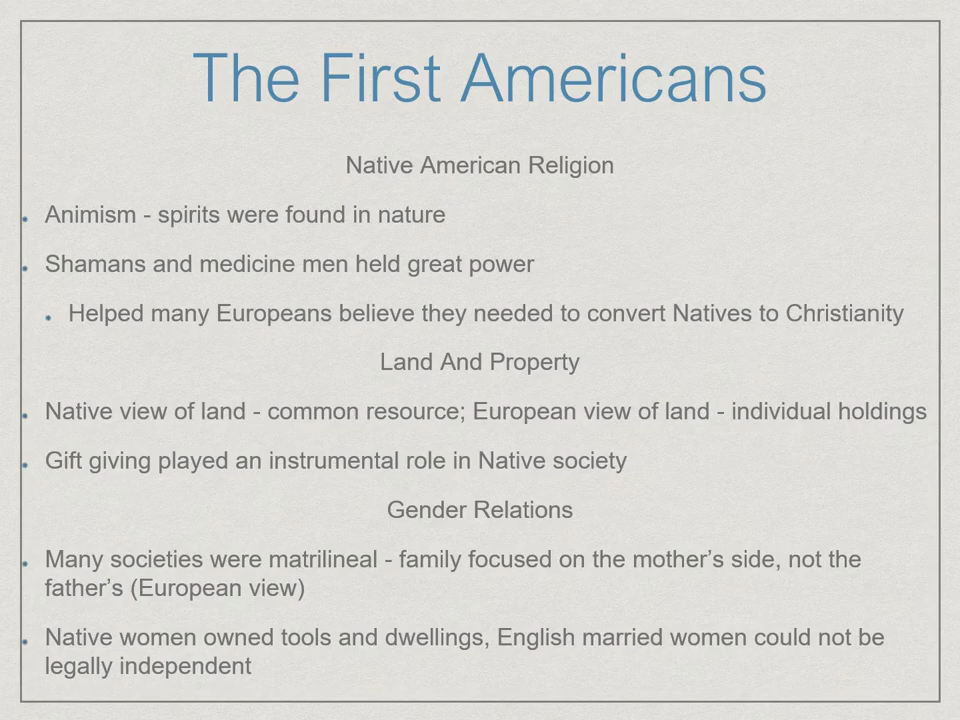 The First Americans
Native American Religion
Animism - spirits were found in nature
Shamans and medicine men held great power
Helped many Europeans believe they needed to convert Natives to Christianity
Land And Property
Native view of land - common resource; European view of land - individual holdings
Gift giving played an instrumental role in Native society
Gender Relations
Many societies were matrilineal - family focused on the mother’s side, not the
father’s (European view)
Native women owned tools and dwellings, English married women could not be
legally independent